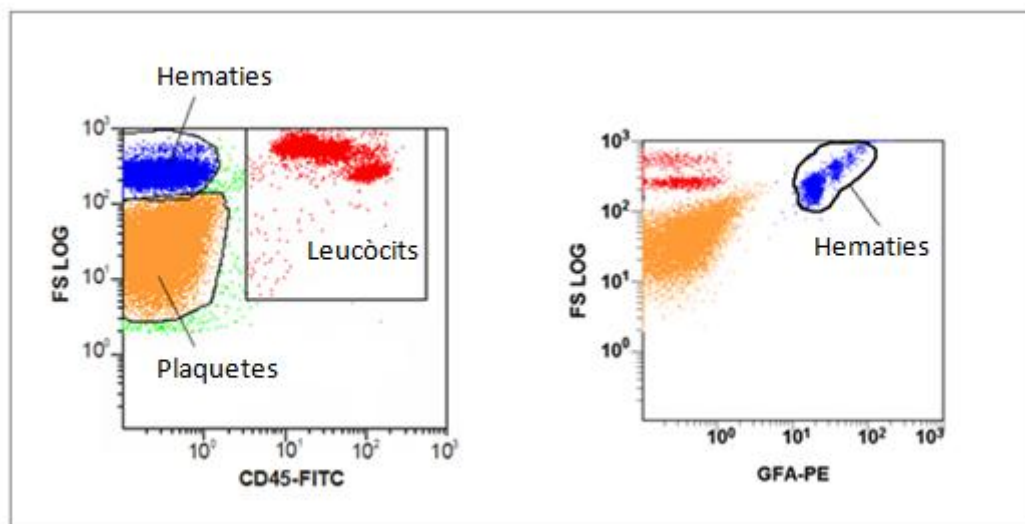 Hematies
10³
10²
10¹
10⁰
FS LOG
Leucòcits
Plaquetes
10⁰ 10¹ 10² 10³
CD45-FITC
10³
10²
10¹
10⁰
FS LOG
Hematies
10⁰ 10¹ 10² 10³
GFA-PE